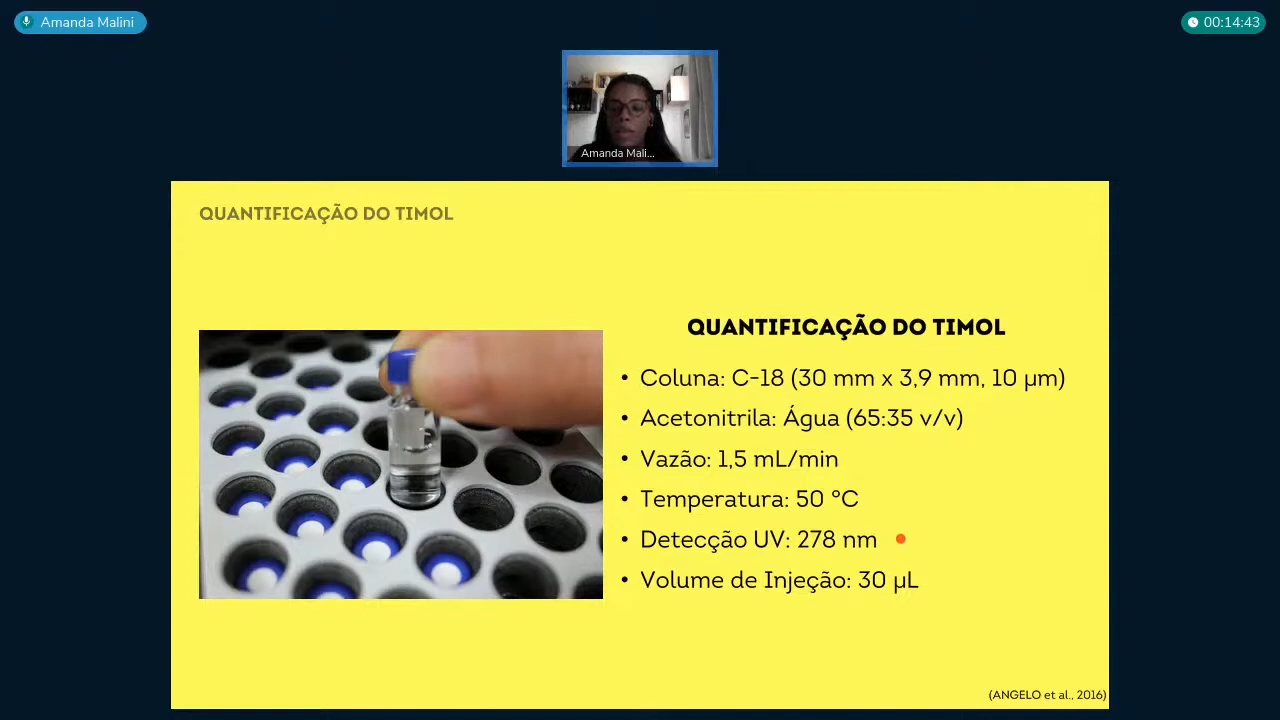 Amanda Malini
00:14:43
Amanda Mali...
QUANTIFICAÇÃO DO TIMOL
QUANTIFICAÇÃO DO TIMOL
• Coluna: C-18 (30 mm x 3,9 mm, 10 µm)
• Acetonitrila: Água (65:35 v/v)
• Vazão: 1,5 mL/min
• Temperatura: 50 °C
• Detecção UV: 278 nm
• Volume de Injeção: 30 µL
(ANGELO et al., 2016)